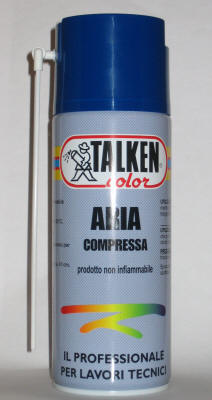 TALKEN
color
ARIA
COMPRESSA
prodotto non infiammabile
IL PROFESSIONALE
PER LAVORI TECNICI